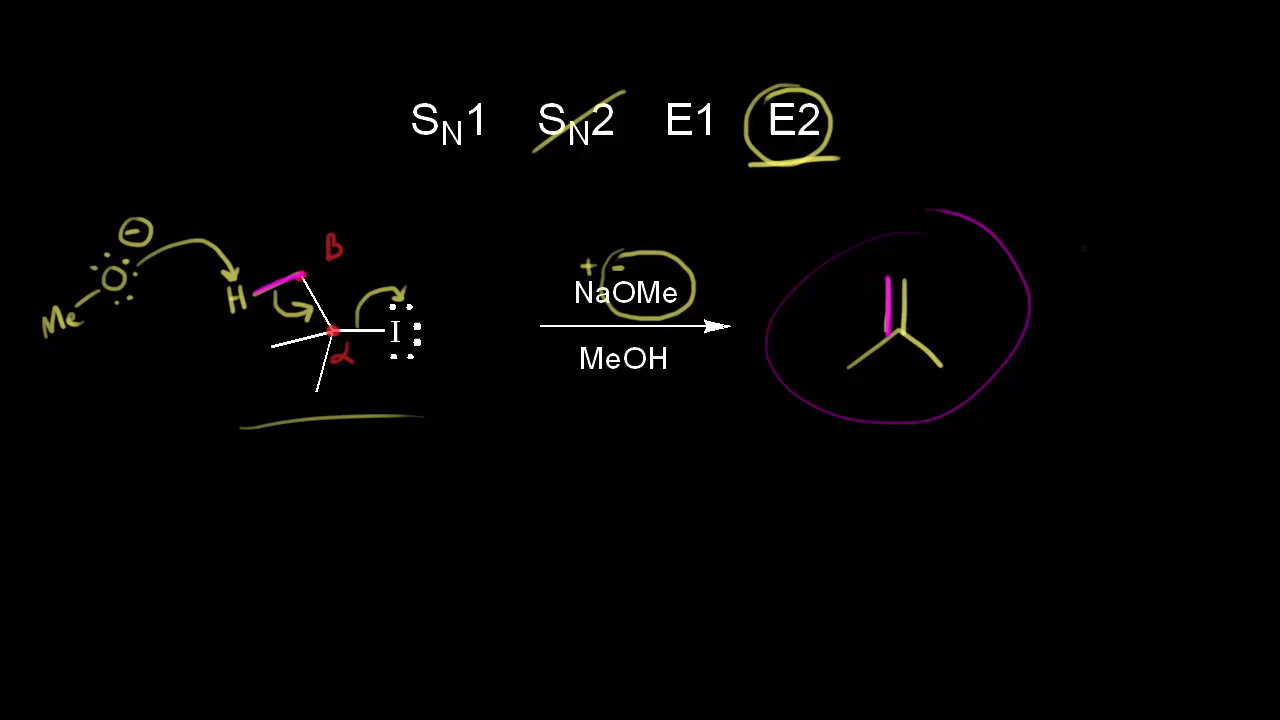 SN1 SN2 E1 E2
β
+ -
NaOMe
MeOH
Me O - H I
α